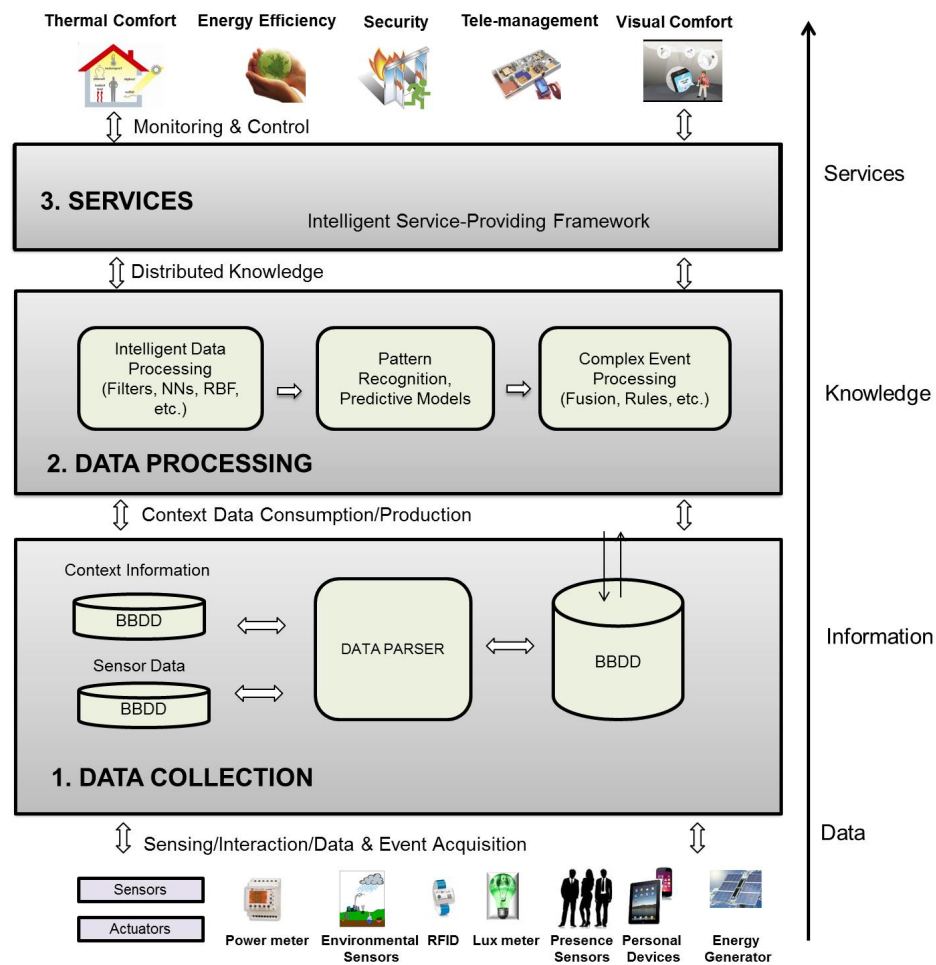 Thermal Comfort
Energy Efficiency
Security
Tele-management
Visual Comfort
Monitoring & Control
3. SERVICES
Intelligent Service-Providing Framework
Services
Distributed Knowledge
Intelligent Data
Processing
(Filters, NNs, RBF,
etc.)
Pattern
Recognition,
Predictive Models
Complex Event
Processing
(Fusion, Rules, etc.)
Knowledge
2. DATA PROCESSING
Context Data Consumption/Production
Context Information
BBDD
Sensor Data
BBDD
DATA PARSER
BBDD
Information
1. DATA COLLECTION
Data
Sensing/Interaction/Data & Event Acquisition
Sensors
Actuators
Power meter
Environmental
Sensors
RFID
Lux meter
Presence
Sensors
Personal
Devices
Energy
Generator